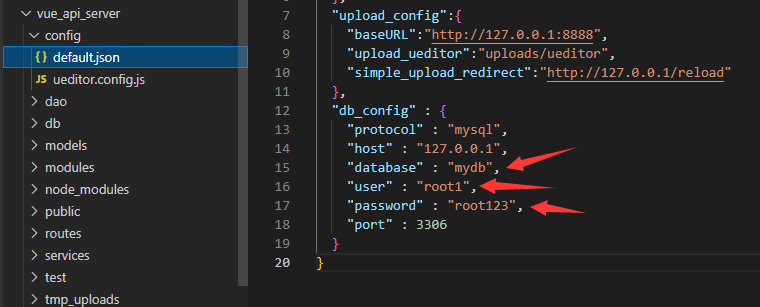 vue_api_server
config
{} default.json
JS ueditor.config.js
dao
db
models
modules
node_modules
public
routes
services
test
tmp_uploads
7 "upload_config":{
8 "baseURL":"http://127.0.0.1:8888",
9 "upload_ueditor":"uploads/ueditor",
10 "simple_upload_redirect":"http://127.0.0.1/reload"
11 },
12 "db_config" : {
13 "protocol" : "mysql",
14 "host" : "127.0.0.1",
15 "database" : "mydb",
16 "user" : "root1",
17 "password" : "root123",
18 "port" : 3306
19 }
20 }